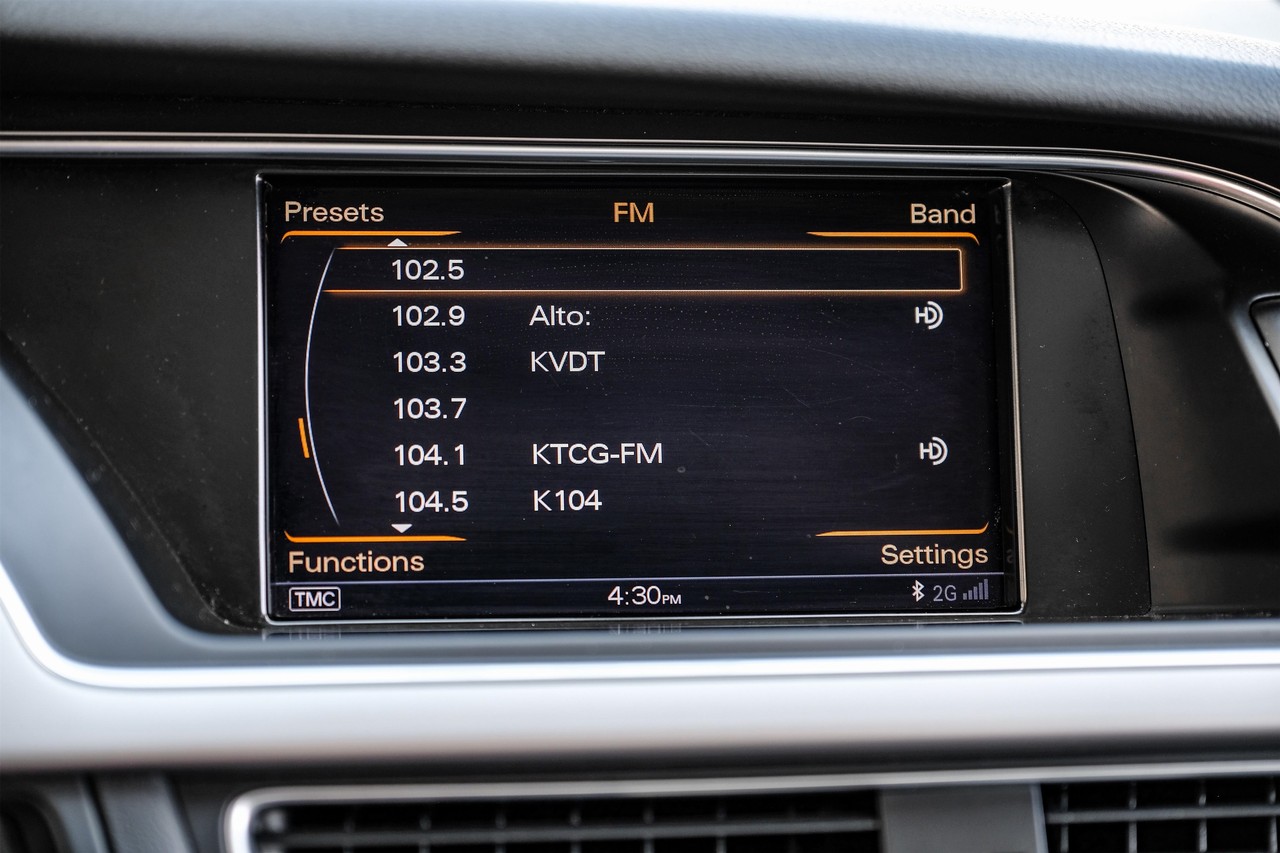 Presets FM Band
102.5
102.9 Alto: HD
103.3 KVDT
103.7
104.1 KTCG-FM HD
104.5 K104
Functions Settings
TMC 4:30PM 2G